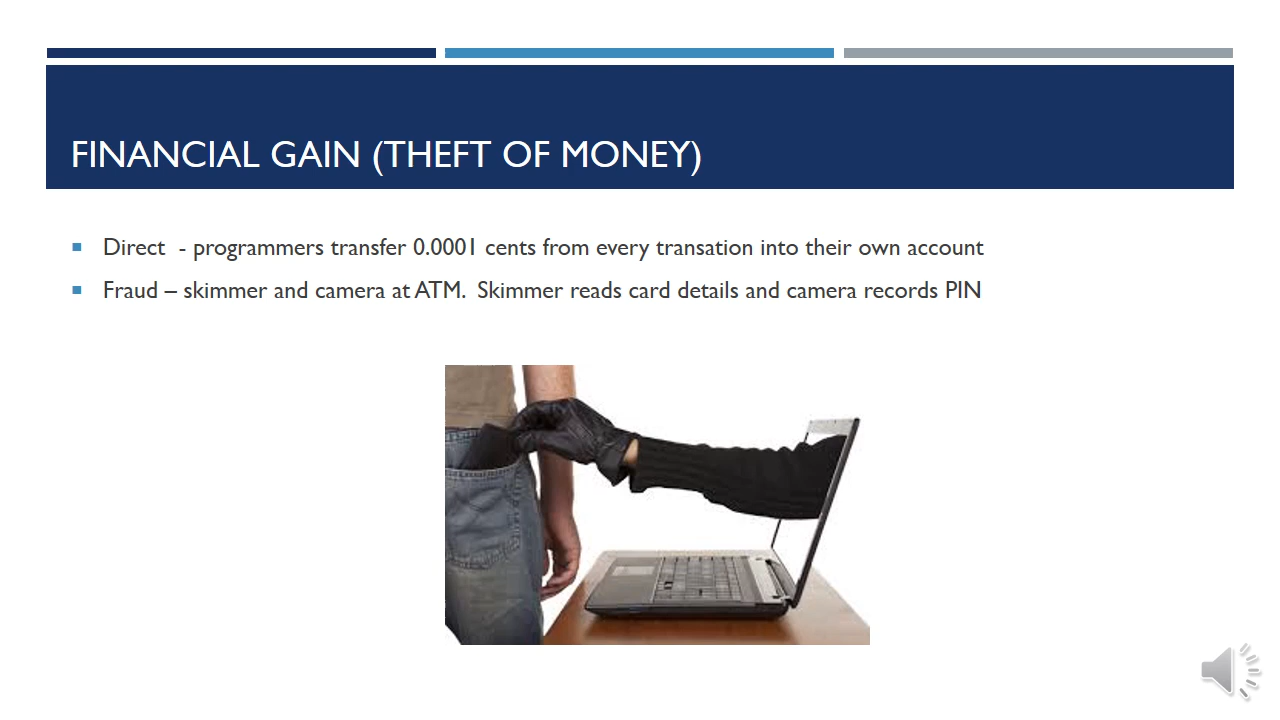 FINANCIAL GAIN (THEFT OF MONEY)
Direct - programmers transfer 0.0001 cents from every transation into their own account
Fraud – skimmer and camera at ATM. Skimmer reads card details and camera records PIN